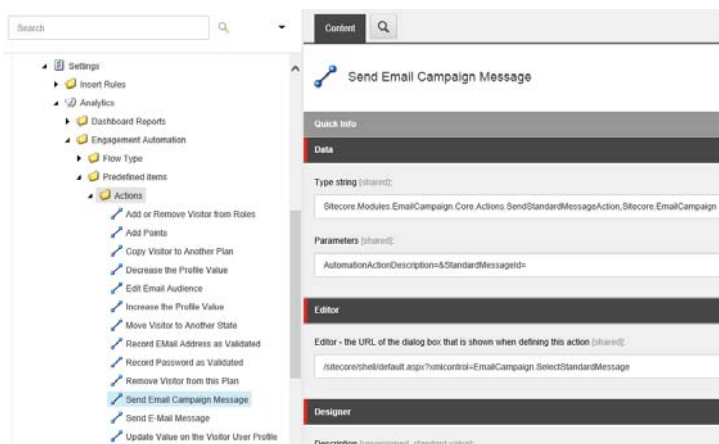 Search
Settings
Insert Rules
Analytics
Dashboard Reports
Engagement Automation
Flow Type
Predefined items
Actions
Add or Remove Visitor from Roles
Add Points
Copy Visitor to Another Plan
Decrease the Profile Value
Edit Email Audience
Increase the Profile Value
Move Visitor to Another State
Record EMail Address as Validated
Record Password as Validated
Remove Visitor from this Plan
Send Email Campaign Message
Send E-Mail Message
Update Value on the Visitor User Profile
Content
Send Email Campaign Message
Quick Info
Data
Type string [shared]:
Sitecore.Modules.EmailCampaign.Core.Actions.SendStandardMessageAction,Sitecore.EmailCampaign
Parameters [shared]:
AutomationActionDescription=&StandardMessageId=
Editor
Editor - the URL of the dialog box that is shown when defining this action [shared]:
/sitecore/shell/default.aspx?xmlcontrol=EmailCampaign.SelectStandardMessage
Designer
Description [unversioned, standard value]: